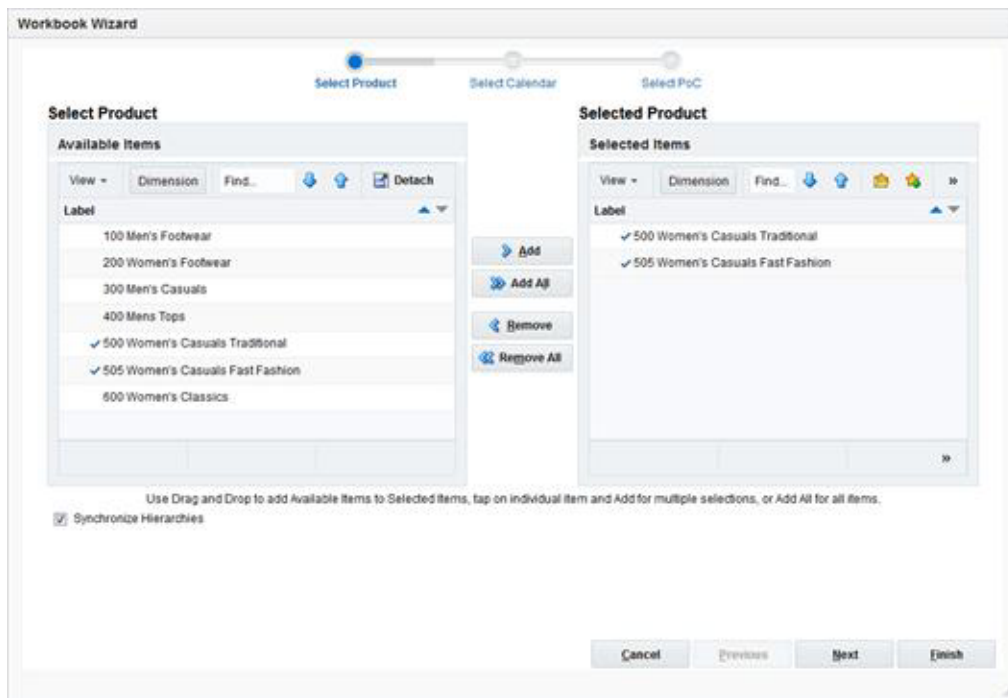 Workbook Wizard
Select Product
Select Calendar
Select PoC
Select Product
Available Items
View
Dimension
Find...
Detach
Label
100 Men's Footwear
200 Women's Footwear
300 Men's Casuals
400 Mens Tops
500 Women's Casuals Traditional
505 Women's Casuals Fast Fashion
600 Women's Classics
Add
Add All
Remove
Remove All
Selected Product
Selected Items
View
Dimension
Find...
»
Label
500 Women's Casuals Traditional
505 Women's Casuals Fast Fashion
»
Use Drag and Drop to add Available Items to Selected Items, tap on individual item and Add for multiple selections, or Add All for all items.
Synchronize Hierarchies
Cancel
Previous
Next
Finish